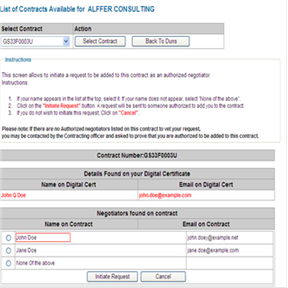 List of Contracts Available for ALFFER CONSULTING
Select Contract Action
GS33F0003U Select Contract Back To Duns
Instructions
This screen allows to initiate a request to be added to this contract as an authorized negotiator
Instructions
1. If your name appears in the list at the top, select it. If your name does not appear, select "None of the above".
2. Click on the "Initiate Request" button. A request will be sent to someone authorized to add you to the contract.
3. If you do not wish to initiate this request, Click on "Cancel".
Please note: If there are no Authorized negotiators listed on this contract to vet your request,
you may be contacted by the Contracting officer and asked to prove that you are authorized to be added to this contract.
Contract Number:GS33F0003U
Details Found on your Digital Certificate
Name on Digital Cert Email on Digital Cert
John Q Doe john.doe@example.com
Negotiators found on contract
Name on Contract Email on Contract
John Doe john.doe@example.net
Jane Doe jane.doe@example.com
None Of the above
Initiate Request Cancel